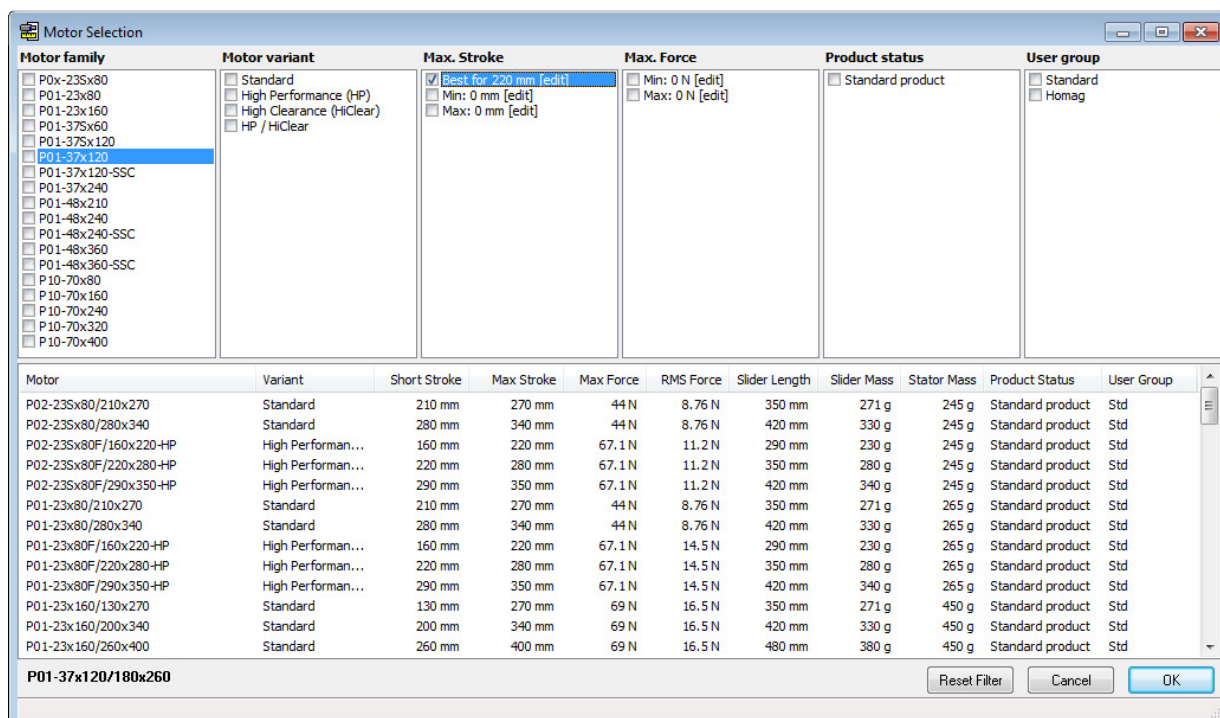 Motor Selection
Motor family Motor variant Max. Stroke Max. Force Product status User group
P0x-23Sx80 Standard Best for 220 mm [edit] Min: 0 N [edit] Standard product Standard
P01-23x80 High Performance (HP) Min: 0 mm [edit] Max: 0 N [edit] Homag
P01-23x160 High Clearance (HiClear) Max: 0 mm [edit]
P01-37Sx60 HP / HiClear
P01-37Sx120
P01-37x120
P01-37x120-SSC
P01-37x240
P01-48x210
P01-48x240
P01-48x240-SSC
P01-48x360
P01-48x360-SSC
P10-70x80
P10-70x160
P10-70x240
P10-70x320
P10-70x400
Motor Variant Short Stroke Max Stroke Max Force RMS Force Slider Length Slider Mass Stator Mass Product Status User Group
P02-23Sx80/210x270 Standard 210 mm 270 mm 44 N 8.76 N 350 mm 271 g 245 g Standard product Std
P02-23Sx80/280x340 Standard 280 mm 340 mm 44 N 8.76 N 420 mm 330 g 245 g Standard product Std
P02-23Sx80F/160x220-HP High Performan... 160 mm 220 mm 67.1 N 11.2 N 290 mm 230 g 245 g Standard product Std
P02-23Sx80F/220x280-HP High Performan... 220 mm 280 mm 67.1 N 11.2 N 350 mm 280 g 245 g Standard product Std
P02-23Sx80F/290x350-HP High Performan... 290 mm 350 mm 67.1 N 11.2 N 420 mm 340 g 245 g Standard product Std
P01-23x80/210x270 Standard 210 mm 270 mm 44 N 8.76 N 350 mm 271 g 265 g Standard product Std
P01-23x80/280x340 Standard 280 mm 340 mm 44 N 8.76 N 420 mm 330 g 265 g Standard product Std
P01-23x80F/160x220-HP High Performan... 160 mm 220 mm 67.1 N 14.5 N 290 mm 230 g 265 g Standard product Std
P01-23x80F/220x280-HP High Performan... 220 mm 280 mm 67.1 N 14.5 N 350 mm 280 g 265 g Standard product Std
P01-23x80F/290x350-HP High Performan... 290 mm 350 mm 67.1 N 14.5 N 420 mm 340 g 265 g Standard product Std
P01-23x160/130x270 Standard 130 mm 270 mm 69 N 16.5 N 350 mm 271 g 450 g Standard product Std
P01-23x160/200x340 Standard 200 mm 340 mm 69 N 16.5 N 420 mm 330 g 450 g Standard product Std
P01-23x160/260x400 Standard 260 mm 400 mm 69 N 16.5 N 480 mm 380 g 450 g Standard product Std
P01-37x120/180x260 Reset Filter Cancel OK